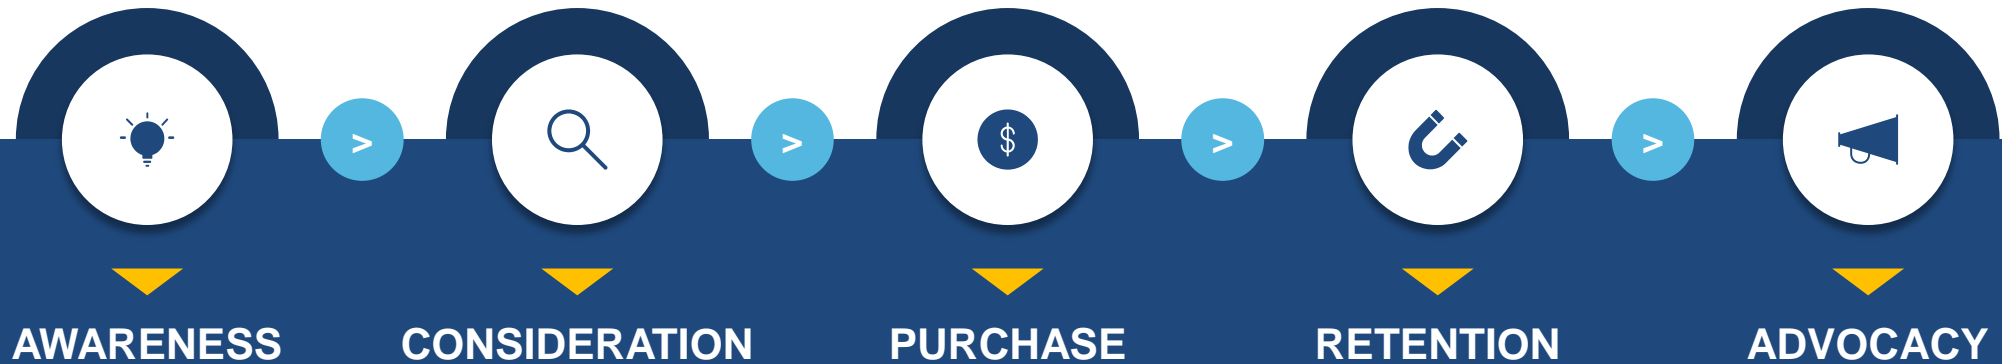 $
> > > >
AWARENESS CONSIDERATION PURCHASE RETENTION ADVOCACY